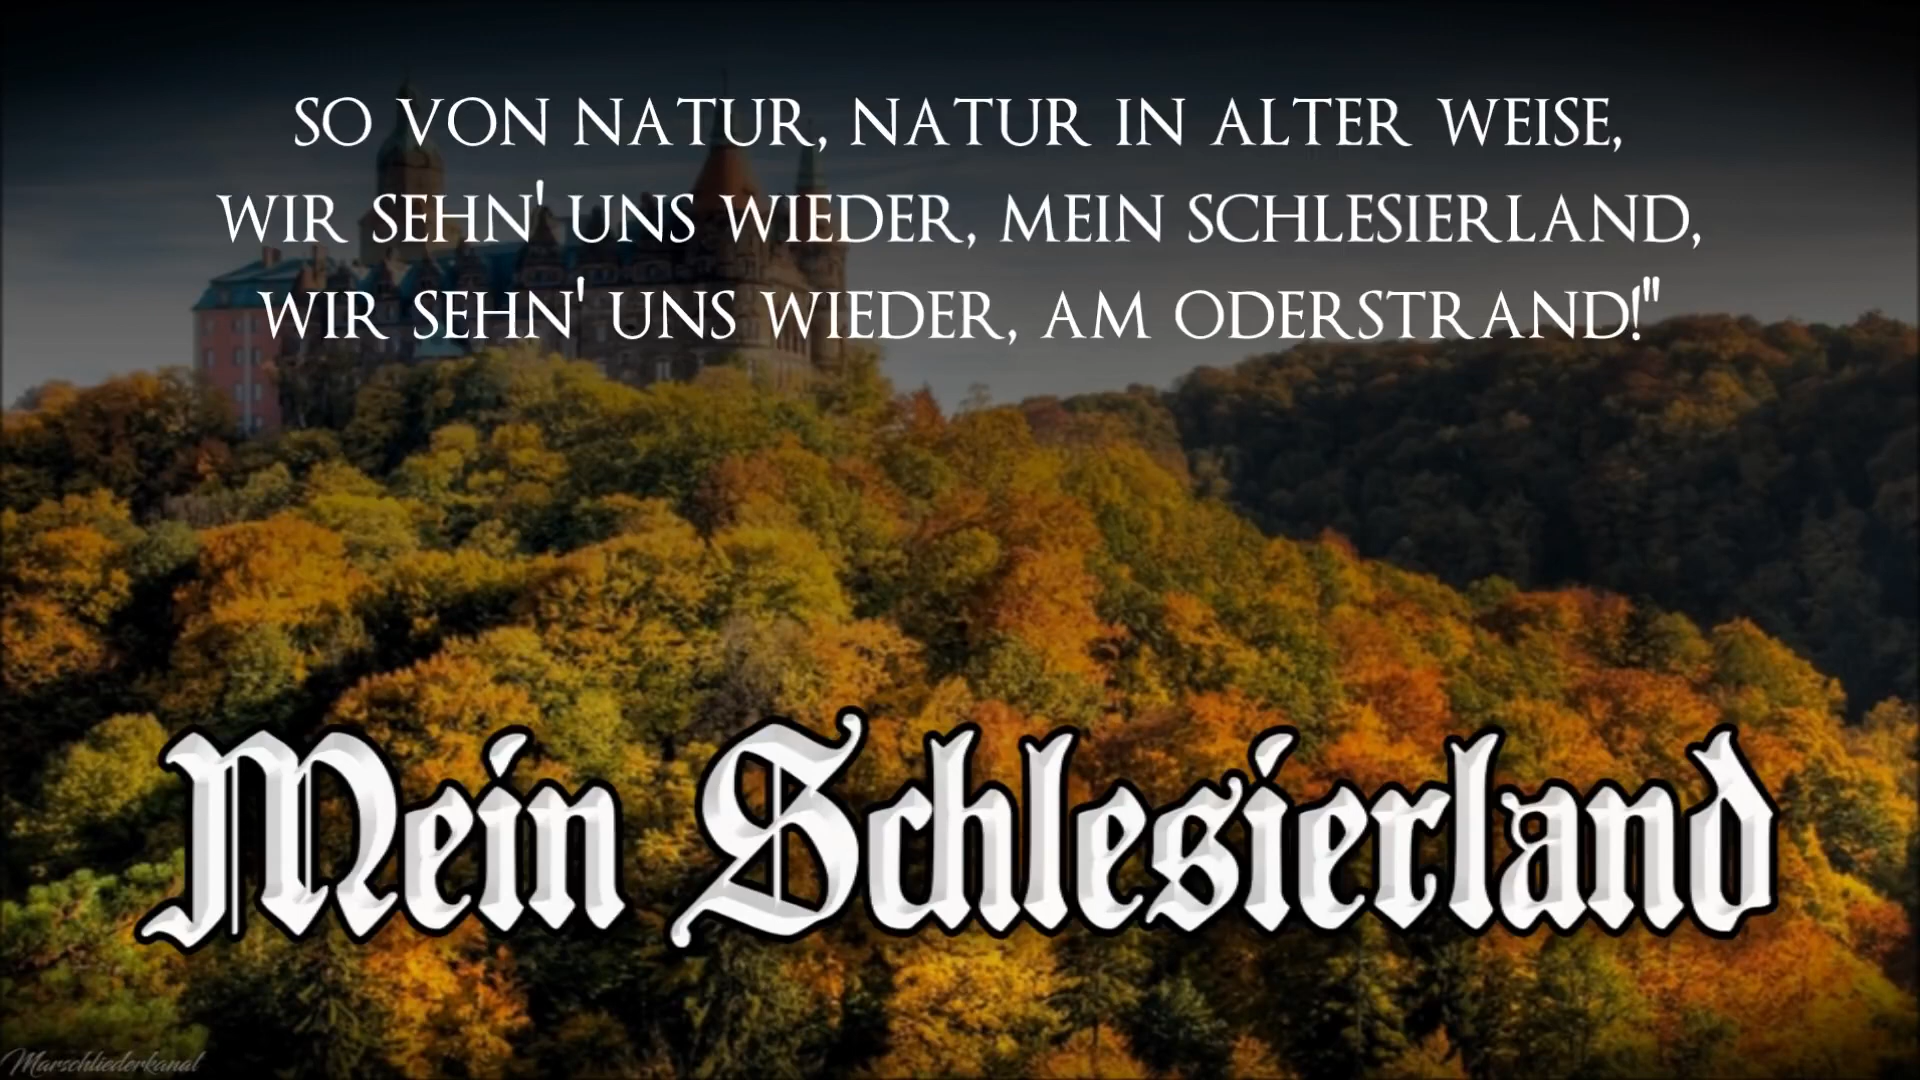 SO VON NATUR, NATUR IN ALTER WEISE,
WIR SEHN' UNS WIEDER, MEIN SCHLESIERLAND,
WIR SEHN' UNS WIEDER, AM ODERSTRAND!"
Mein Schlesierland
Marschliederkanal